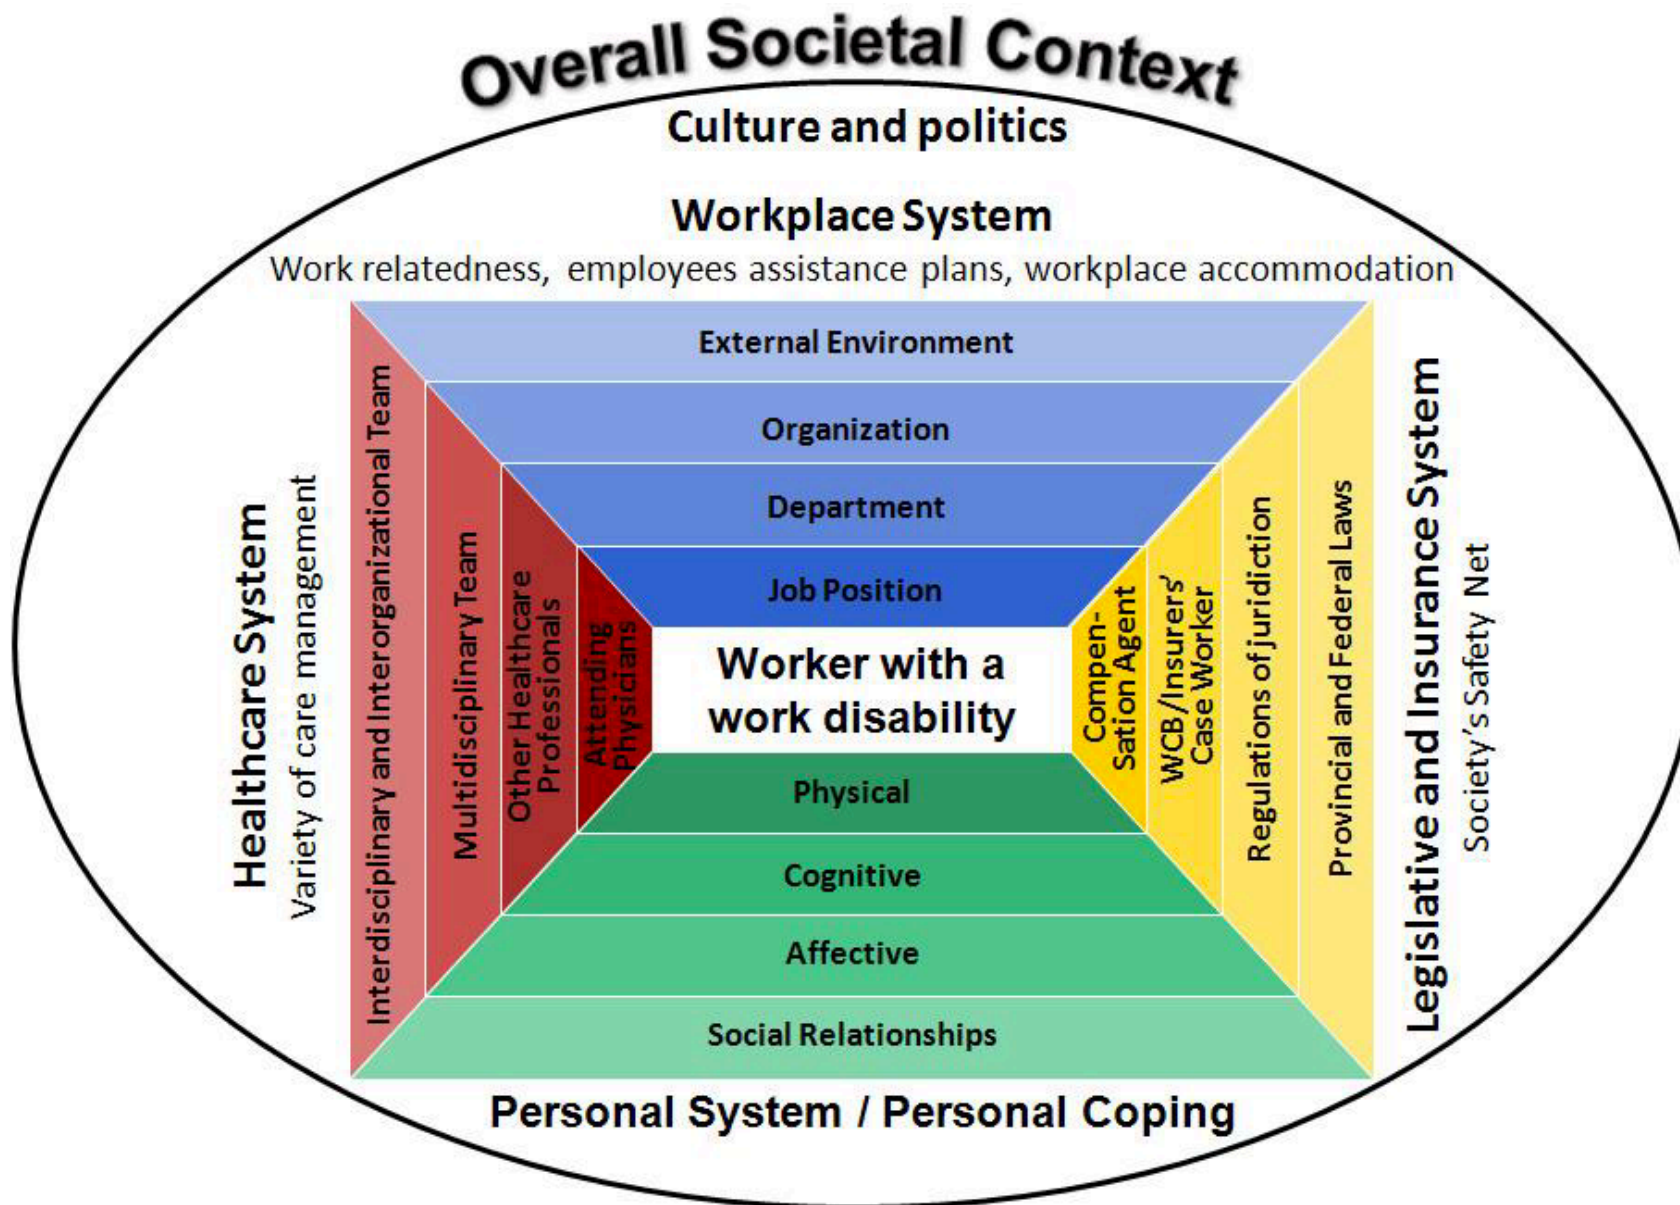 Overall Societal Context
Culture and politics
Workplace System
Work relatedness, employees assistance plans, workplace accommodation
External Environment
Organization
Department
Job Position
Healthcare System
Variety of care management
Interdisciplinary and Interorganizational Team
Multidisciplinary Team
Other Healthcare
Professionals
Attending
Physicians
Worker with a
work disability
Compen-
Sation Agent
WCB/Insurers'
Case Worker
Regulations of juridiction
Provincial and Federal Laws
Legislative and Insurance System
Society's Safety Net
Physical
Cognitive
Affective
Social Relationships
Personal System / Personal Coping